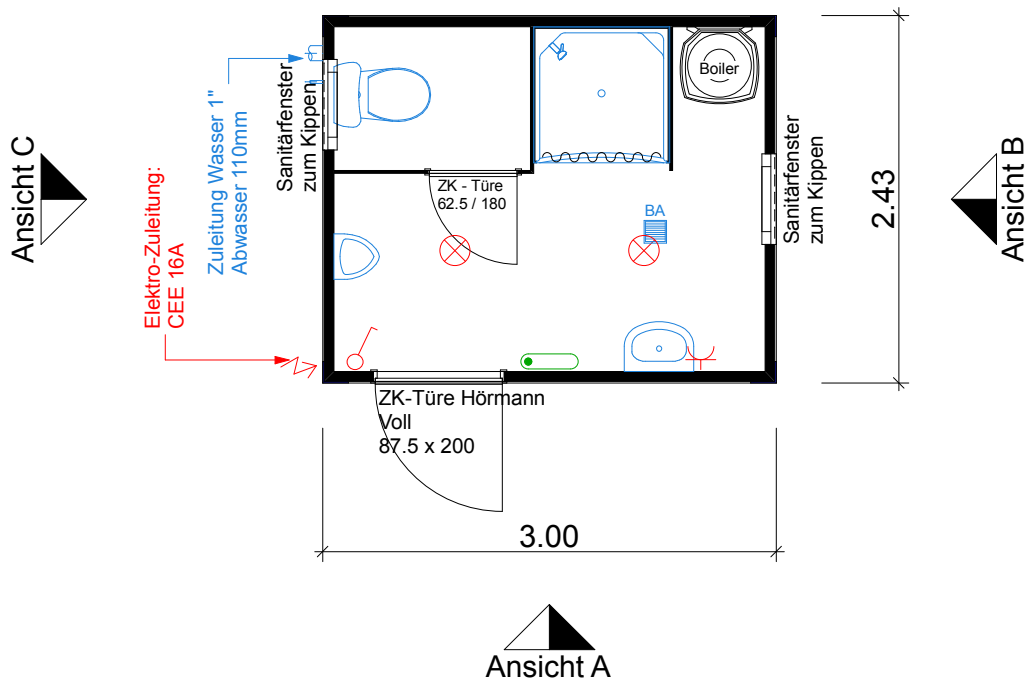 Boiler
Sanitärfenster
zum Kippen
Zuleitung Wasser 1"
Abwasser 110mm
Elektro-Zuleitung:
CEE 16A
Ansicht C
ZK - Türe
62.5 / 180
BA
Sanitärfenster
zum Kippen
2.43
Ansicht B
ZK-Türe Hörmann
Voll
87.5 x 200
3.00
Ansicht A